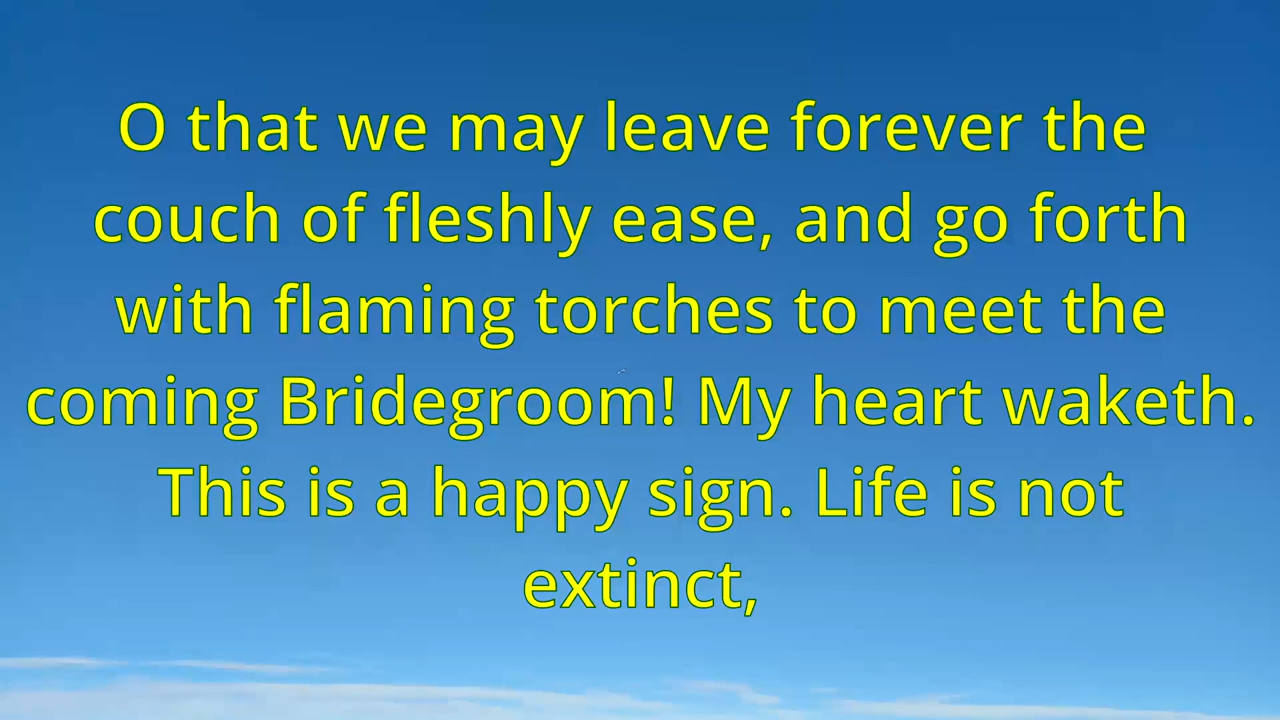 O that we may leave forever the
couch of fleshly ease, and go forth
with flaming torches to meet the
coming Bridegroom! My heart waketh.
This is a happy sign. Life is not
extinct,